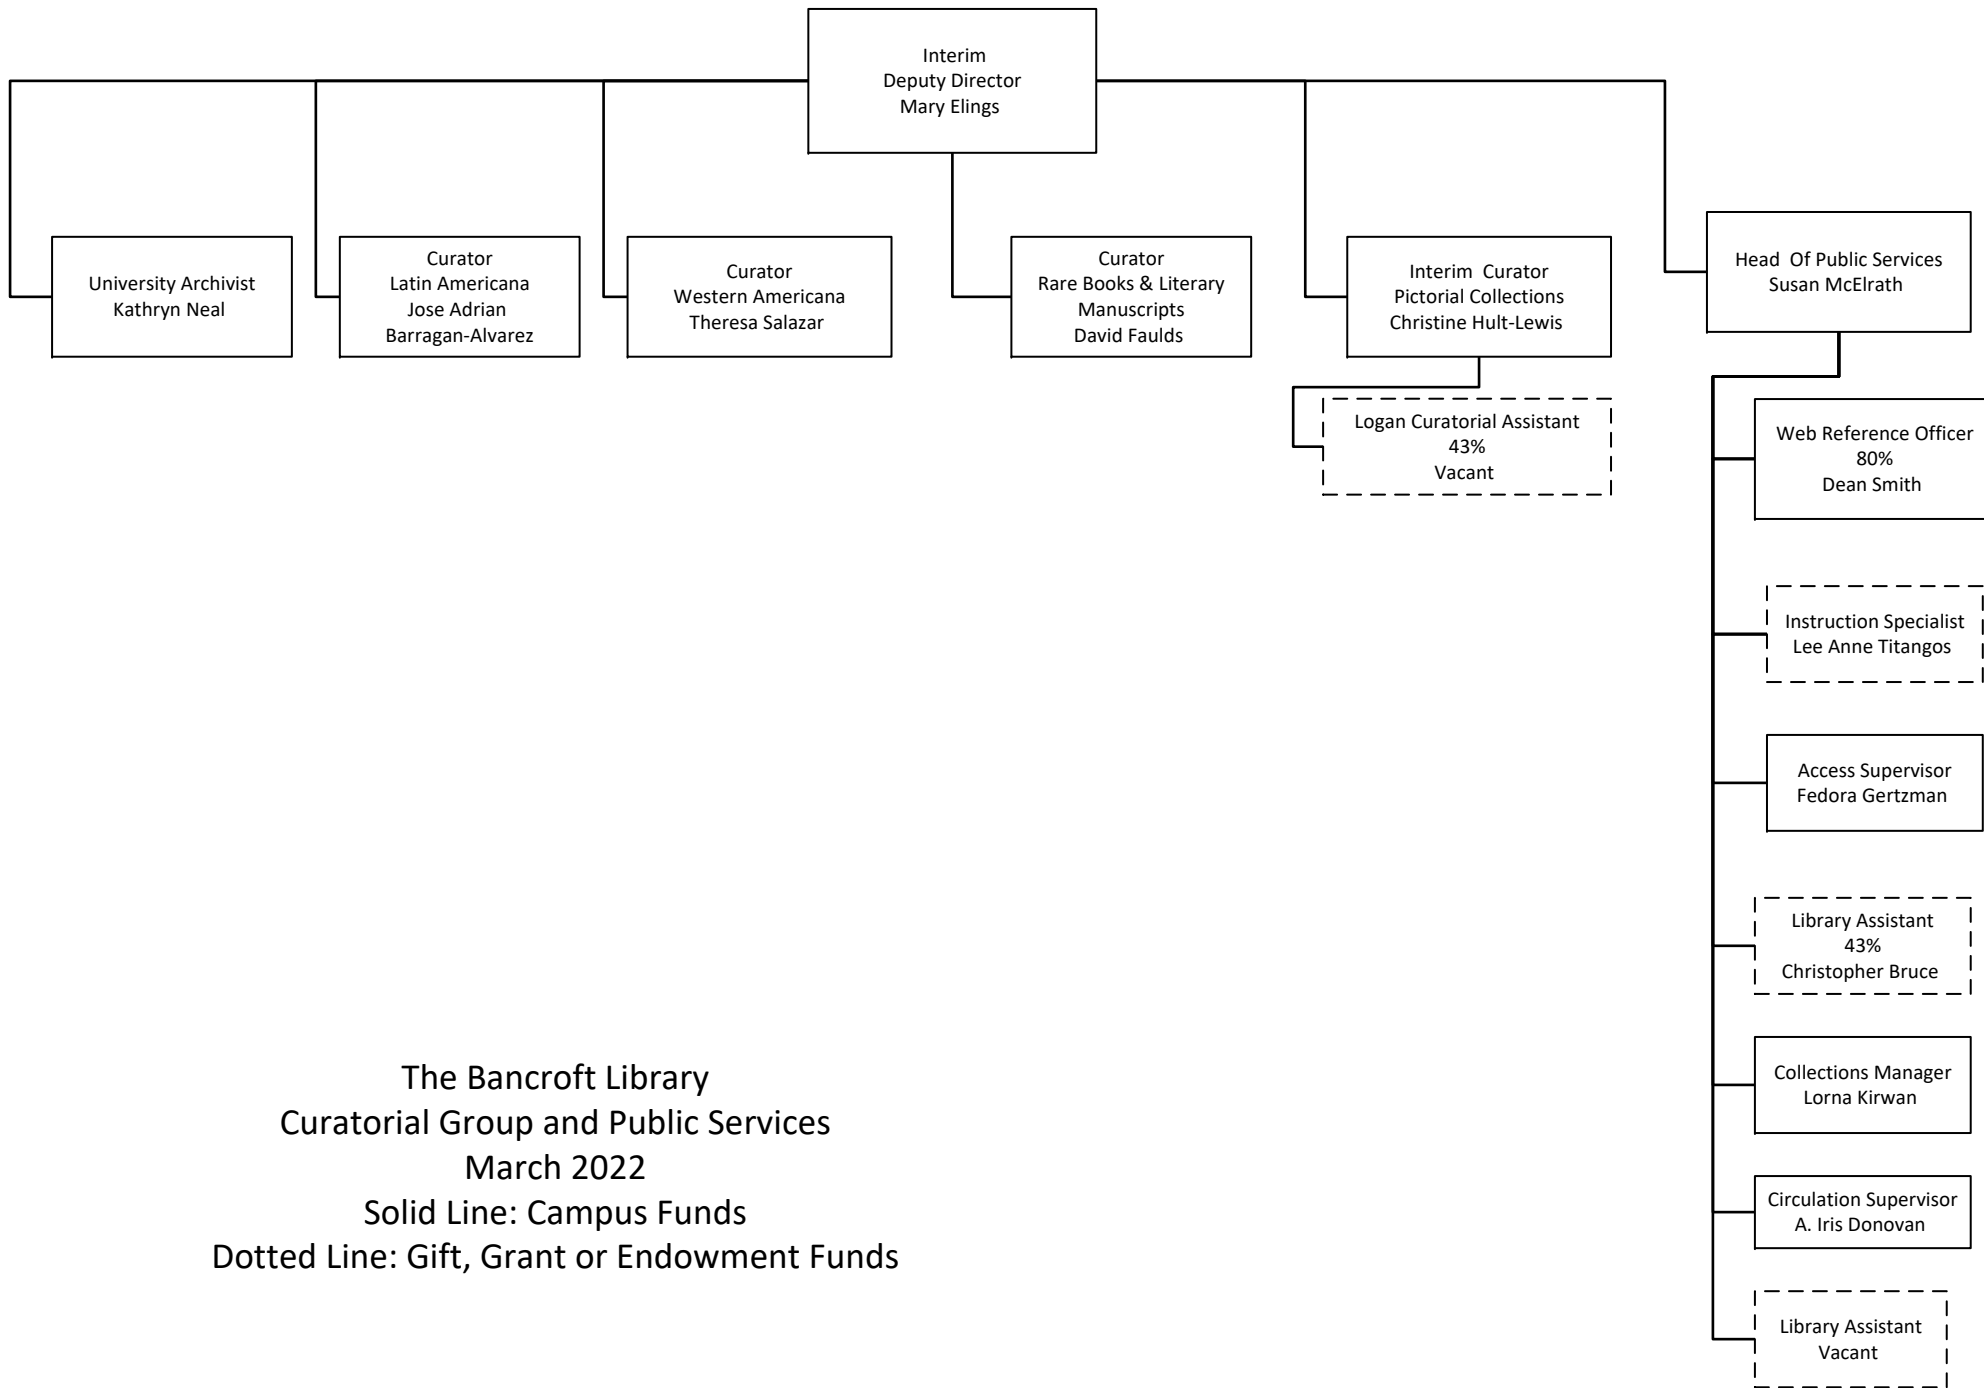 Interim
Deputy Director
Mary Elings
University Archivist
Kathryn Neal
Curator
Latin Americana
Jose Adrian
Barragan-Alvarez
Curator
Western Americana
Theresa Salazar
Curator
Rare Books & Literary
Manuscripts
David Faulds
Interim Curator
Pictorial Collections
Christine Hult-Lewis
Head Of Public Services
Susan McElrath
Logan Curatorial Assistant
43%
Vacant
Web Reference Officer
80%
Dean Smith
Instruction Specialist
Lee Anne Titangos
Access Supervisor
Fedora Gertzman
Library Assistant
43%
Christopher Bruce
Collections Manager
Lorna Kirwan
Circulation Supervisor
A. Iris Donovan
Library Assistant
Vacant
The Bancroft Library
Curatorial Group and Public Services
March 2022
Solid Line: Campus Funds
Dotted Line: Gift, Grant or Endowment Funds